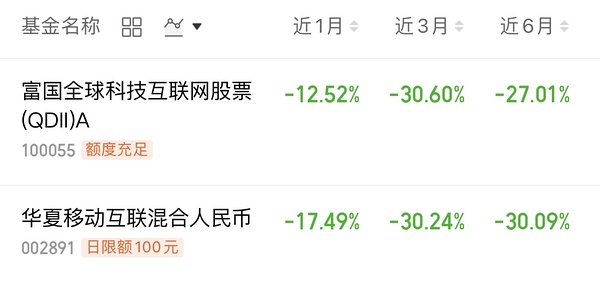 基金名称 近1月 近3月 近6月
富国全球科技互联网股票 -12.52% -30.60% -27.01%
(QDII)A
100055 额度充足
华夏移动互联混合人民币 -17.49% -30.24% -30.09%
002891 日限额100元